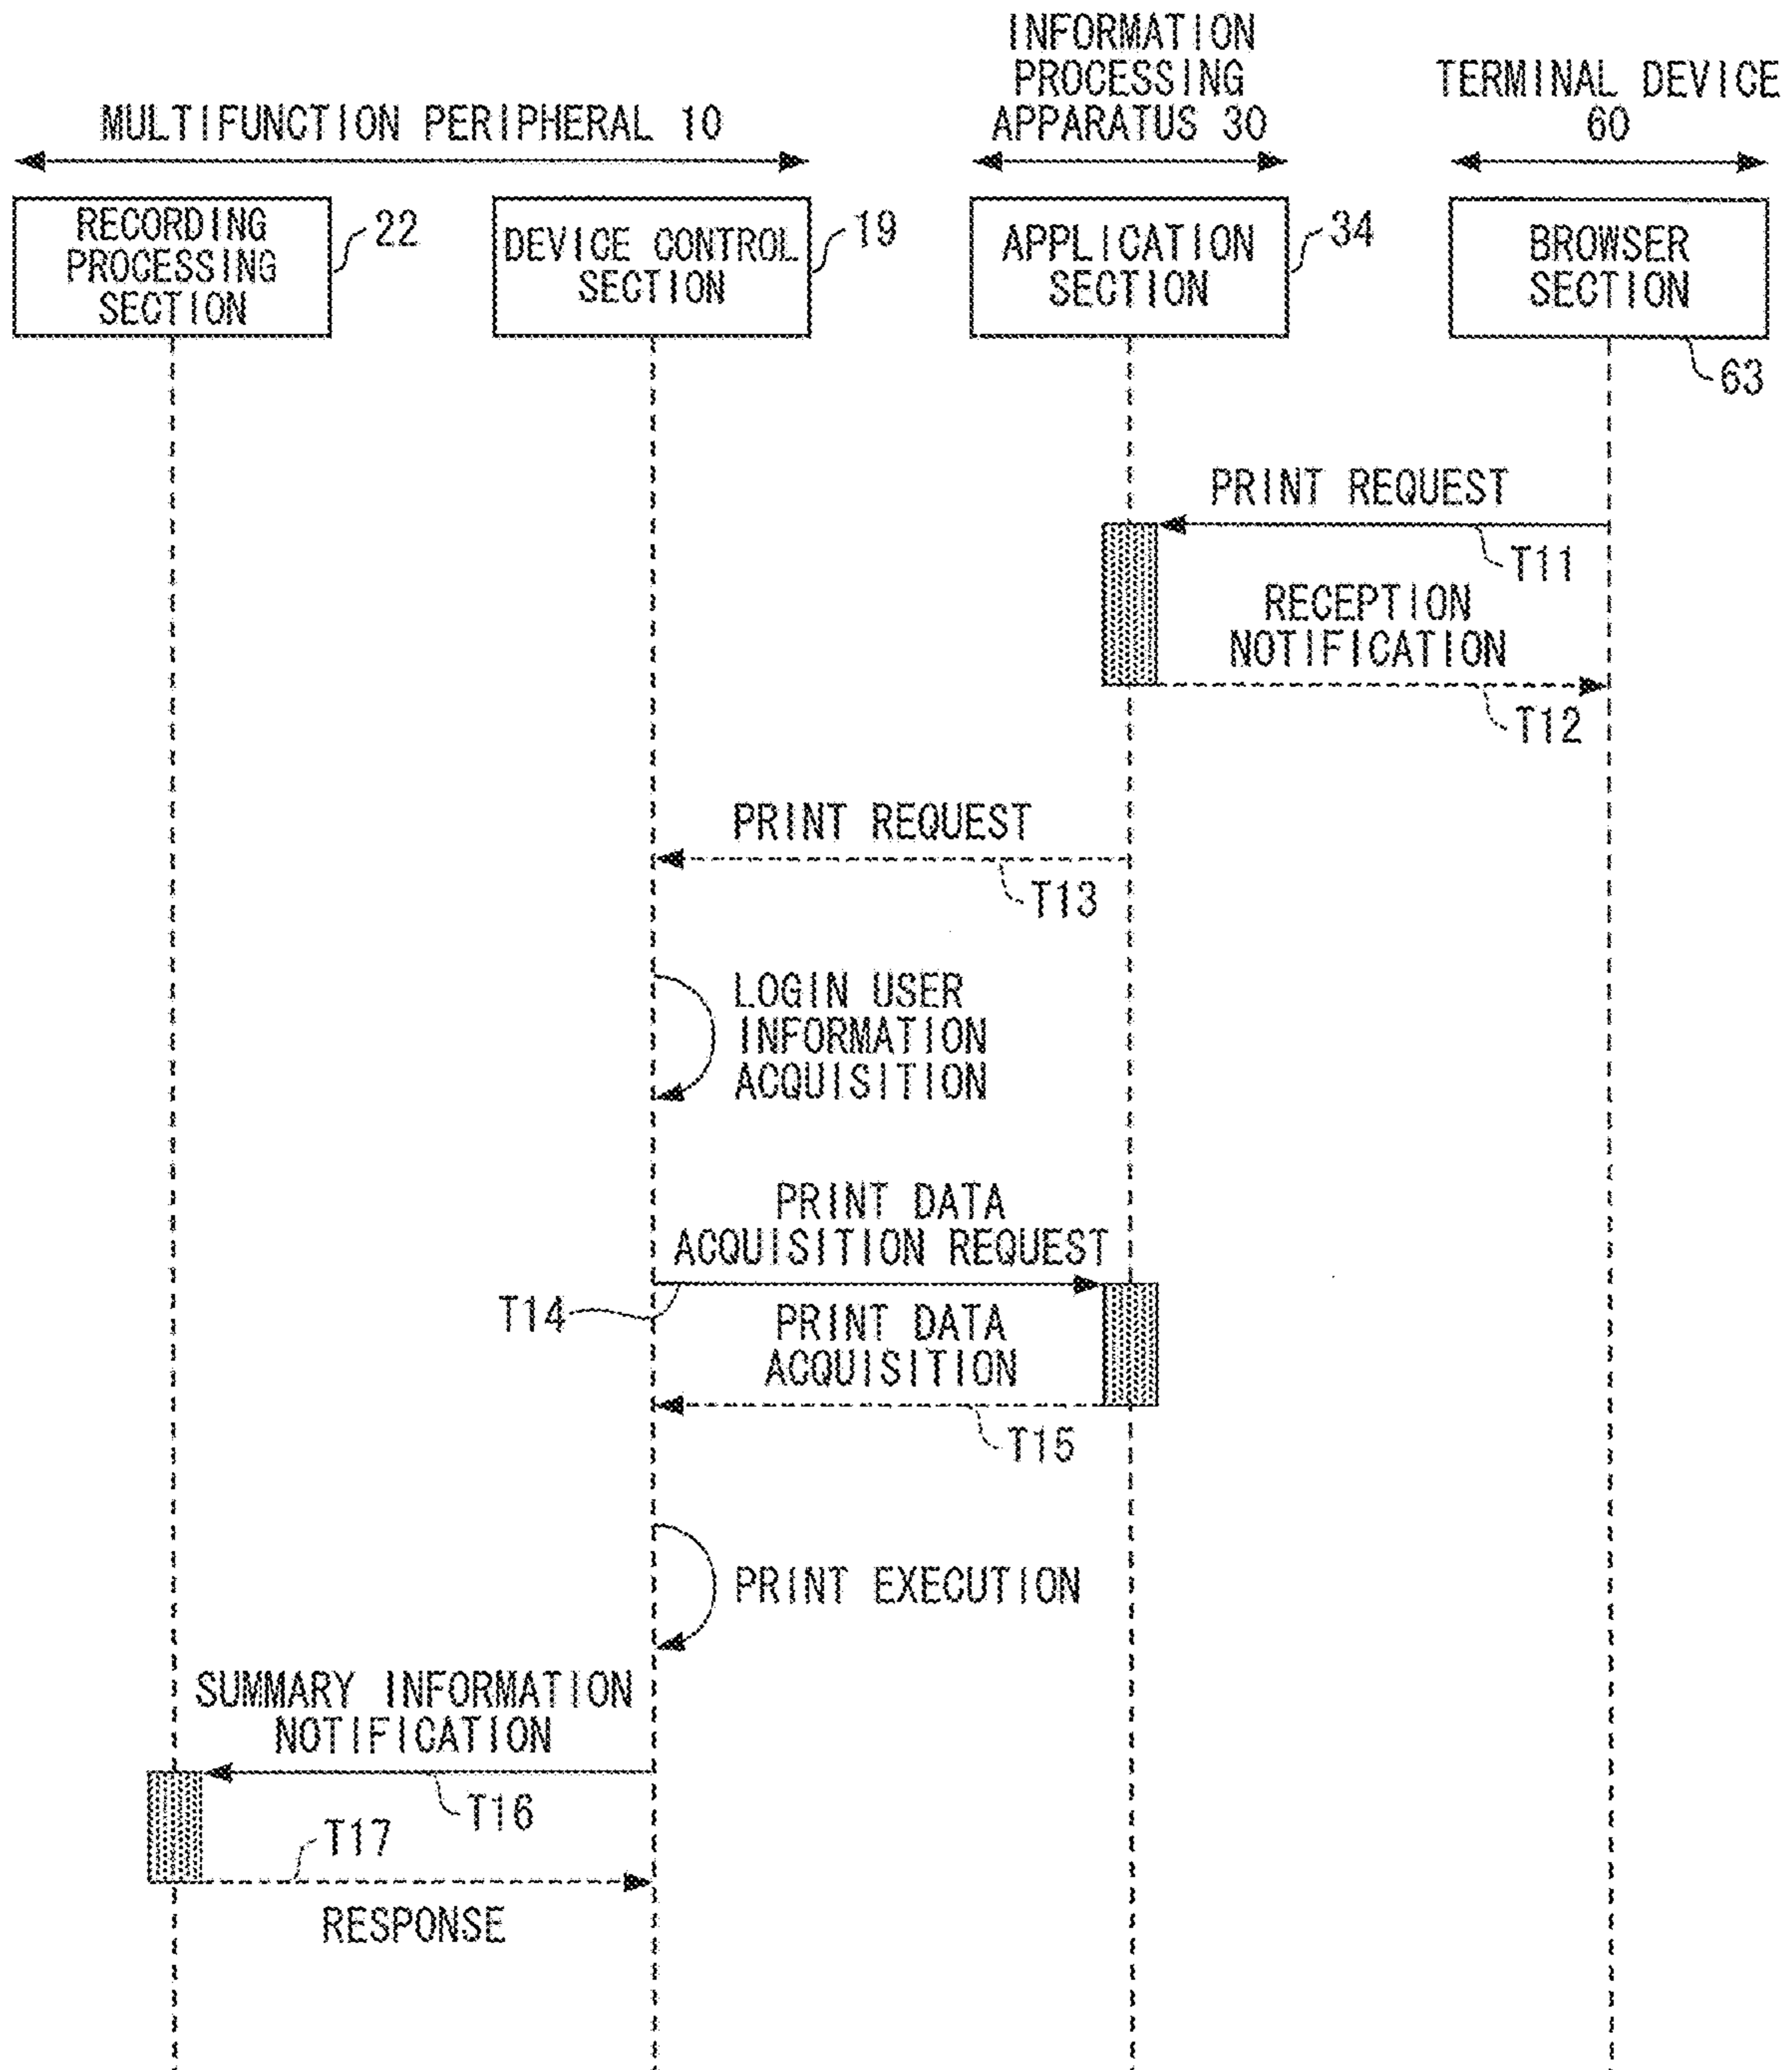 MULTIFUNCTION PERIPHERAL 10
INFORMATION
PROCESSING
APPARATUS 30
TERMINAL DEVICE
60
RECORDING
PROCESSING
SECTION
22
DEVICE CONTROL
SECTION
19
APPLICATION
SECTION
34
BROWSER
SECTION
63
PRINT REQUEST
T11
RECEPTION
NOTIFICATION
T12
PRINT REQUEST
T13
LOGIN USER
INFORMATION
ACQUISITION
PRINT DATA
ACQUISITION REQUEST
T14
PRINT DATA
ACQUISITION
T15
PRINT EXECUTION
SUMMARY INFORMATION
NOTIFICATION
T16
T17
RESPONSE